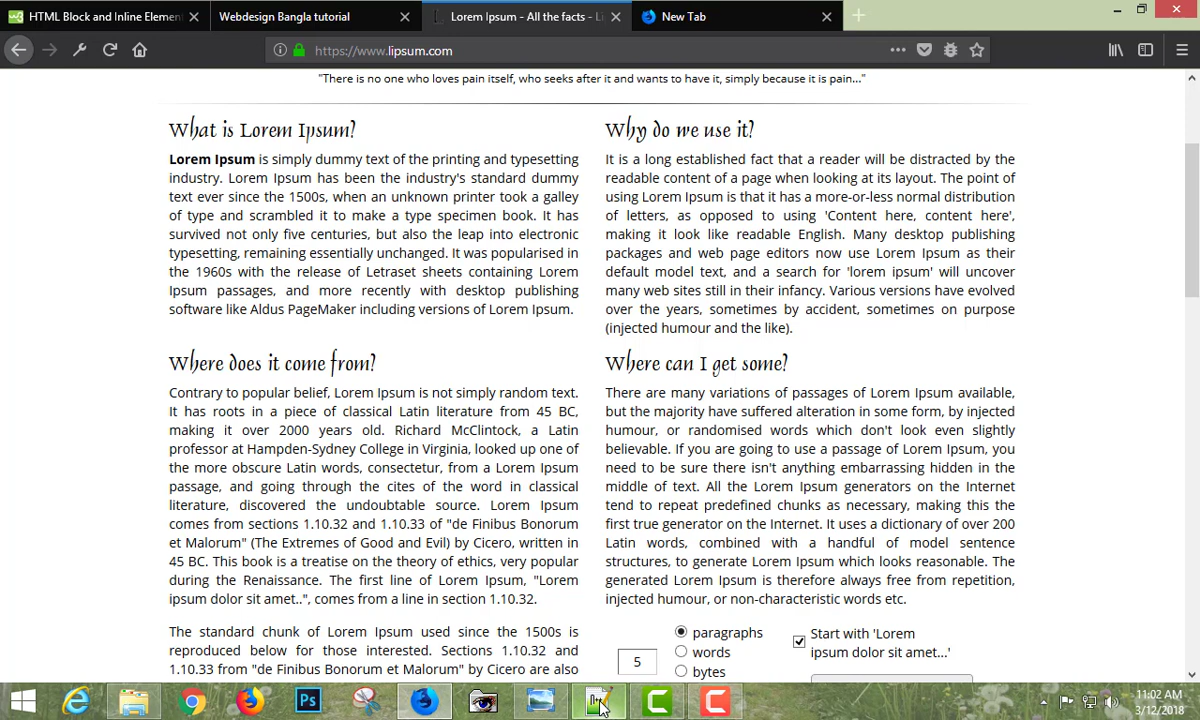 HTML Block and Inline Element
Webdesign Bangla tutorial
Lorem Ipsum - All the facts - Li
New Tab
https://www.lipsum.com
"There is no one who loves pain itself, who seeks after it and wants to have it, simply because it is pain..."
What is Lorem Ipsum?
Lorem Ipsum is simply dummy text of the printing and typesetting
industry. Lorem Ipsum has been the industry's standard dummy
text ever since the 1500s, when an unknown printer took a galley
of type and scrambled it to make a type specimen book. It has
survived not only five centuries, but also the leap into electronic
typesetting, remaining essentially unchanged. It was popularised in
the 1960s with the release of Letraset sheets containing Lorem
Ipsum passages, and more recently with desktop publishing
software like Aldus PageMaker including versions of Lorem Ipsum.
Why do we use it?
It is a long established fact that a reader will be distracted by the
readable content of a page when looking at its layout. The point of
using Lorem Ipsum is that it has a more-or-less normal distribution
of letters, as opposed to using 'Content here, content here',
making it look like readable English. Many desktop publishing
packages and web page editors now use Lorem Ipsum as their
default model text, and a search for 'lorem ipsum' will uncover
many web sites still in their infancy. Various versions have evolved
over the years, sometimes by accident, sometimes on purpose
(injected humour and the like).
Where does it come from?
Contrary to popular belief, Lorem Ipsum is not simply random text.
It has roots in a piece of classical Latin literature from 45 BC,
making it over 2000 years old. Richard McClintock, a Latin
professor at Hampden-Sydney College in Virginia, looked up one of
the more obscure Latin words, consectetur, from a Lorem Ipsum
passage, and going through the cites of the word in classical
literature, discovered the undoubtable source. Lorem Ipsum
comes from sections 1.10.32 and 1.10.33 of "de Finibus Bonorum
et Malorum" (The Extremes of Good and Evil) by Cicero, written in
45 BC. This book is a treatise on the theory of ethics, very popular
during the Renaissance. The first line of Lorem Ipsum, "Lorem
ipsum dolor sit amet..", comes from a line in section 1.10.32.
The standard chunk of Lorem Ipsum used since the 1500s is
reproduced below for those interested. Sections 1.10.32 and
1.10.33 from "de Finibus Bonorum et Malorum" by Cicero are also
Where can I get some?
There are many variations of passages of Lorem Ipsum available,
but the majority have suffered alteration in some form, by injected
humour, or randomised words which don't look even slightly
believable. If you are going to use a passage of Lorem Ipsum, you
need to be sure there isn't anything embarrassing hidden in the
middle of text. All the Lorem Ipsum generators on the Internet
tend to repeat predefined chunks as necessary, making this the
first true generator on the Internet. It uses a dictionary of over 200
Latin words, combined with a handful of model sentence
structures, to generate Lorem Ipsum which looks reasonable. The
generated Lorem Ipsum is therefore always free from repetition,
injected humour, or non-characteristic words etc.
5
paragraphs
words
bytes
Start with 'Lorem
ipsum dolor sit amet...'
Ps
11:02 AM
3/12/2018